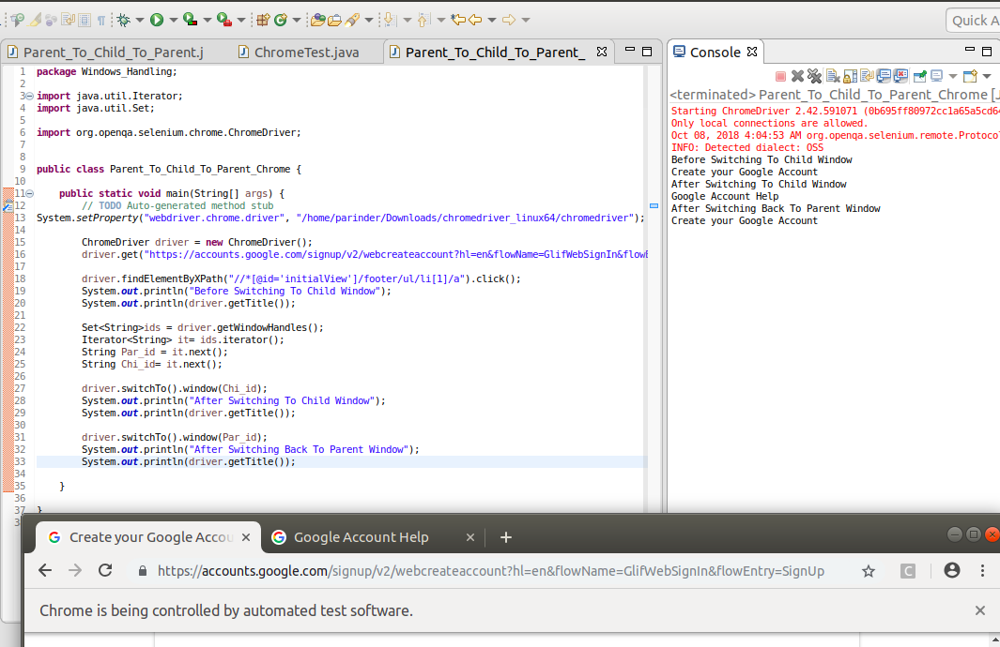 Quick A
Parent_To_Child_To_Parent.j
ChromeTest.java
Parent_To_Child_To_Parent_
Console
1 package Windows_Handling;
2
3 import java.util.Iterator;
4 import java.util.Set;
5
6 import org.openqa.selenium.chrome.ChromeDriver;
7
8
9 public class Parent_To_Child_To_Parent_Chrome {
10
11 public static void main(String[] args) {
12 // TODO Auto-generated method stub
13 System.setProperty("webdriver.chrome.driver", "/home/parinder/Downloads/chromedriver_linux64/chromedriver");
14
15 ChromeDriver driver = new ChromeDriver();
16 driver.get("https://accounts.google.com/signup/v2/webcreateaccount?hl=en&flowName=GlifWebSignIn&flowE
17
18 driver.findElementByXPath("//*[@id='initialView']/footer/ul/li[1]/a").click();
19 System.out.println("Before Switching To Child Window");
20 System.out.println(driver.getTitle());
21
22 Set<String>ids = driver.getWindowHandles();
23 Iterator<String> it= ids.iterator();
24 String Par_id = it.next();
25 String Chi_id= it.next();
26
27 driver.switchTo().window(Chi_id);
28 System.out.println("After Switching To Child Window");
29 System.out.println(driver.getTitle());
30
31 driver.switchTo().window(Par_id);
32 System.out.println("After Switching Back To Parent Window");
33 System.out.println(driver.getTitle());
34
35 }
36
37 }
3
<terminated> Parent_To_Child_To_Parent_Chrome [J
Starting ChromeDriver 2.42.591071 (0b695ff80972cc1a65a5cd64
Only local connections are allowed.
Oct 08, 2018 4:04:53 AM org.openqa.selenium.remote.Protocol
INFO: Detected dialect: OSS
Before Switching To Child Window
Create your Google Account
After Switching To Child Window
Google Account Help
After Switching Back To Parent Window
Create your Google Account
Create your Google Accou
Google Account Help
https://accounts.google.com/signup/v2/webcreateaccount?hl=en&flowName=GlifWebSignIn&flowEntry=SignUp
C
Chrome is being controlled by automated test software.